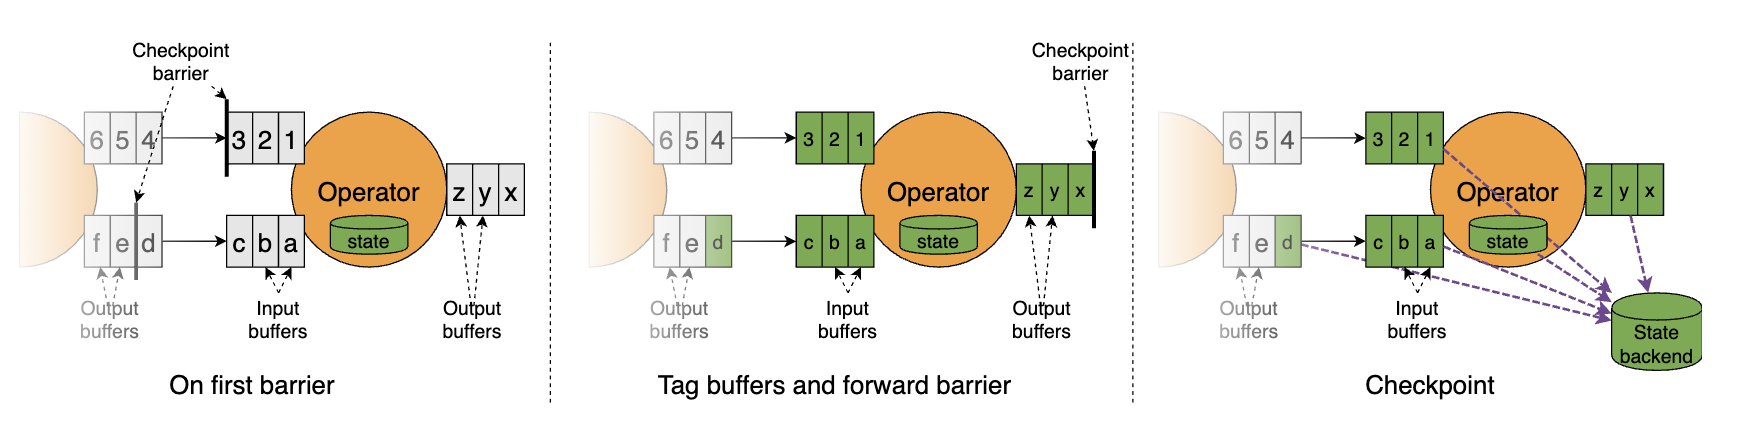 Checkpoint
barrier
6 5 4
3 2 1
Operator
state
z y x
f e d
c b a
Output
buffers
Input
buffers
Output
buffers
On first barrier
Checkpoint
barrier
6 5 4
3 2 1
Operator
state
z y x
f e d
c b a
Output
buffers
Input
buffers
Output
buffers
Tag buffers and forward barrier
6 5 4
3 2 1
Operator
state
z y x
f e d
c b a
Output
buffers
Input
buffers
State
backend
Checkpoint